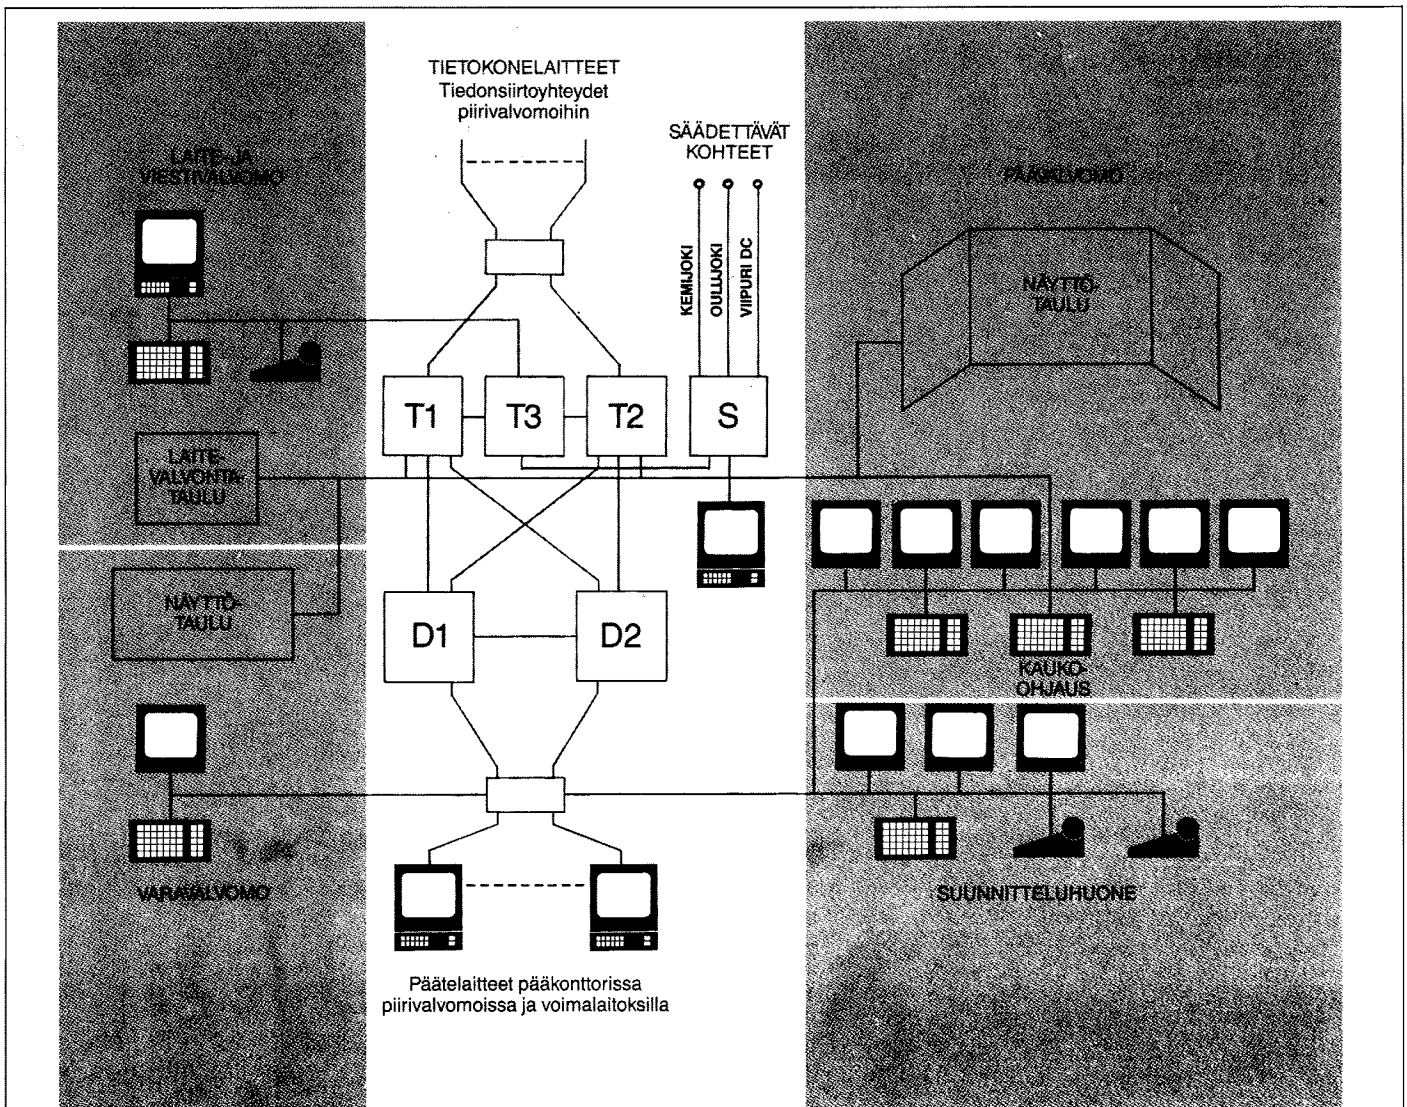 TIETOKONELAITTEET
Tiedonsiirtoyhteydet
piirivalvomoihin
SÄÄDETTÄVÄT
KOHTEET
LAITE- JA
VIESTIVALVOMO
PÄÄVALVOMO
KEMIJOKI
OULUJOKI
VIIPURI DC
NÄYTTÖ-
TAULU
T1
T3
T2
S
LAITE-
VALVONTA-
TAULU
NÄYTTÖ-
TAULU
D1
D2
KAUKO-
OHJAUS
VARAVALVOMO
SUUNNITTELUHUONE
Päätelaitteet pääkonttorissa
piirivalvomoissa ja voimalaitoksilla